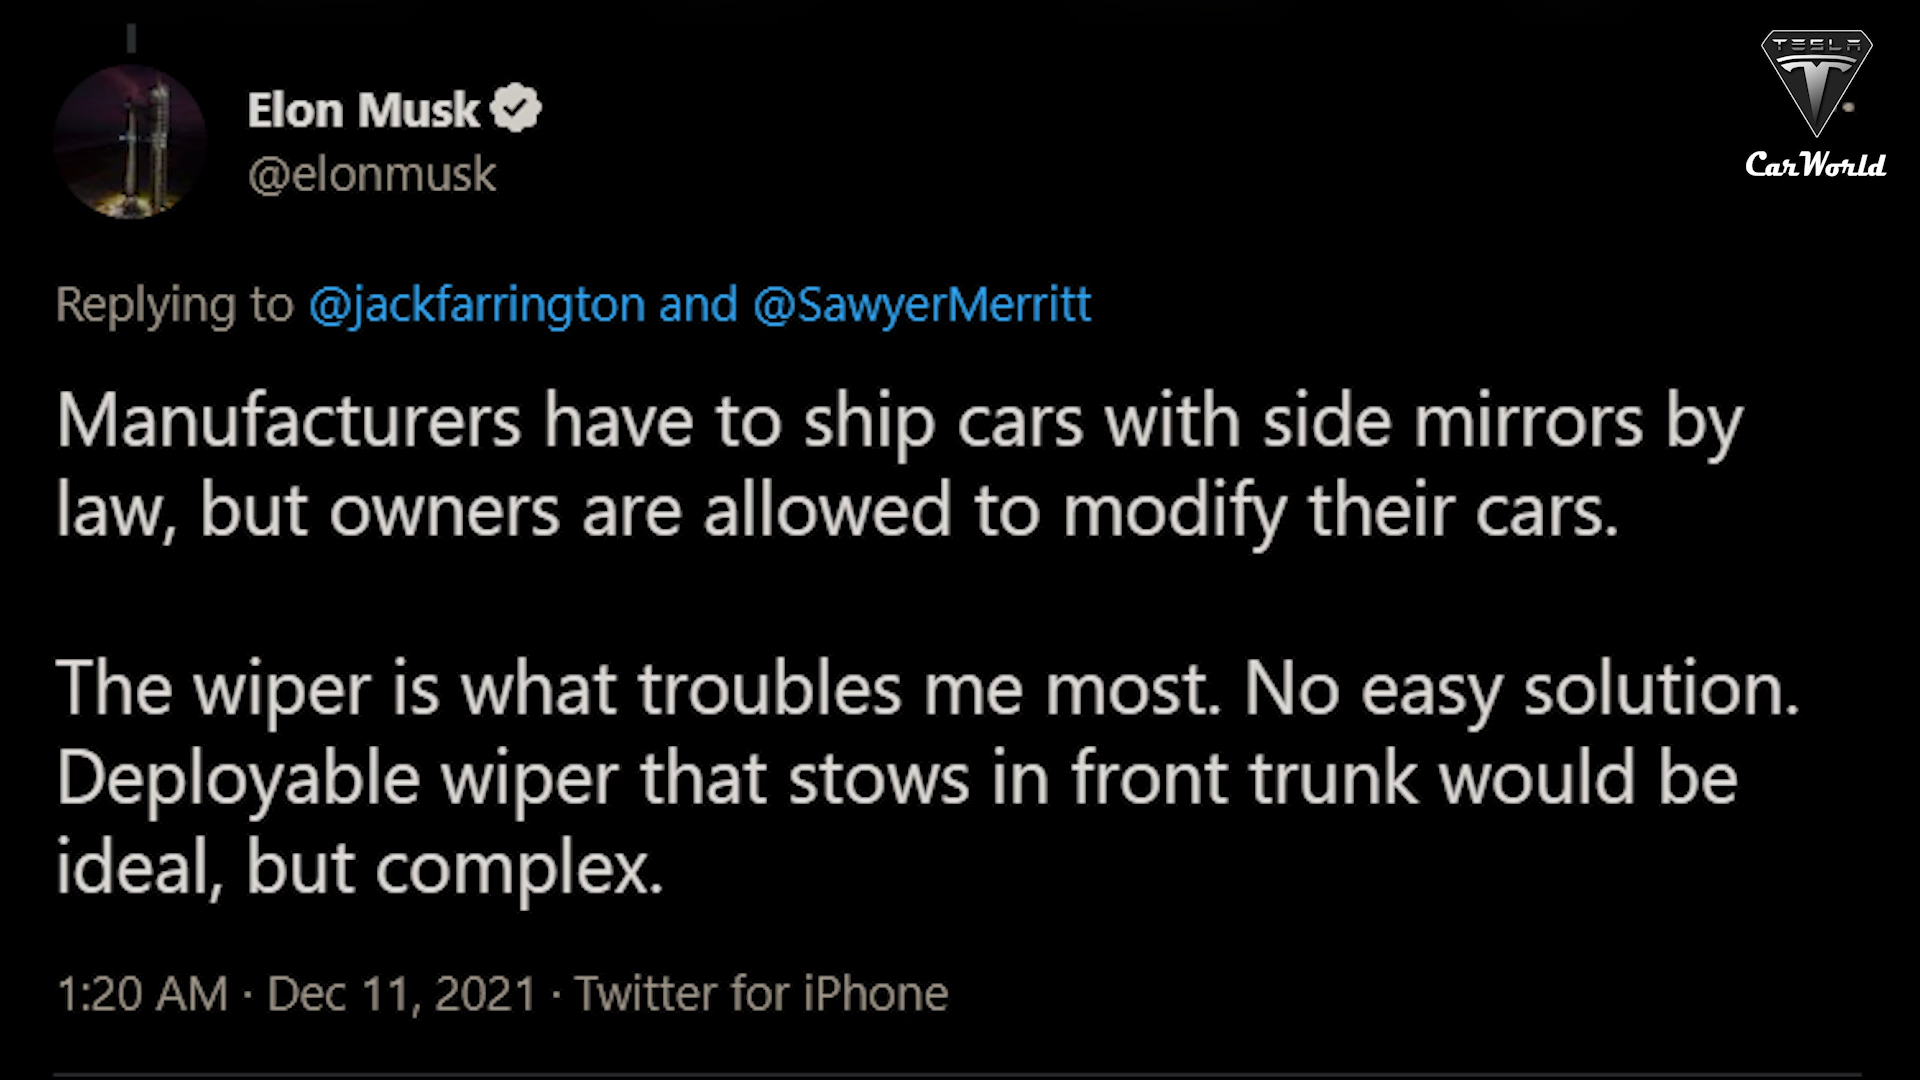 Elon Musk
@elonmusk
TESLA
CarWorld
Replying to @jackfarrington and @SawyerMerritt
Manufacturers have to ship cars with side mirrors by
law, but owners are allowed to modify their cars.
The wiper is what troubles me most. No easy solution.
Deployable wiper that stows in front trunk would be
ideal, but complex.
1:20 AM · Dec 11, 2021 · Twitter for iPhone